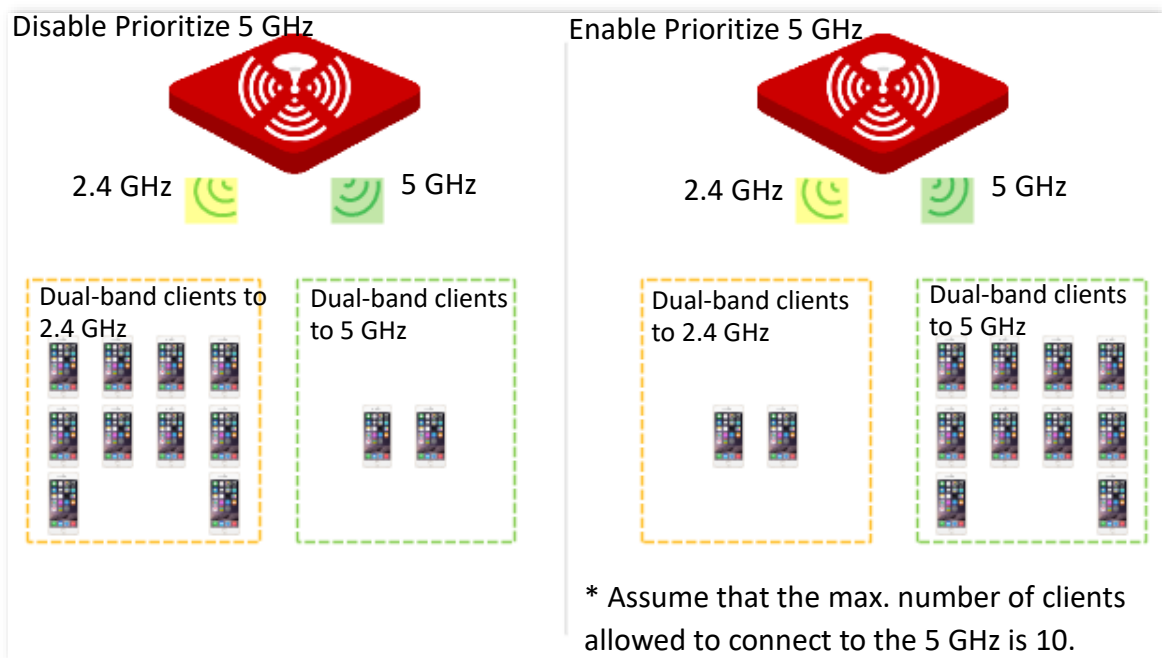 Disable Prioritize 5 GHz
2.4 GHz
5 GHz
Dual-band clients to
2.4 GHz
Dual-band clients
to 5 GHz
Enable Prioritize 5 GHz
2.4 GHz
5 GHz
Dual-band clients
to 2.4 GHz
Dual-band clients
to 5 GHz
* Assume that the max. number of clients
allowed to connect to the 5 GHz is 10.